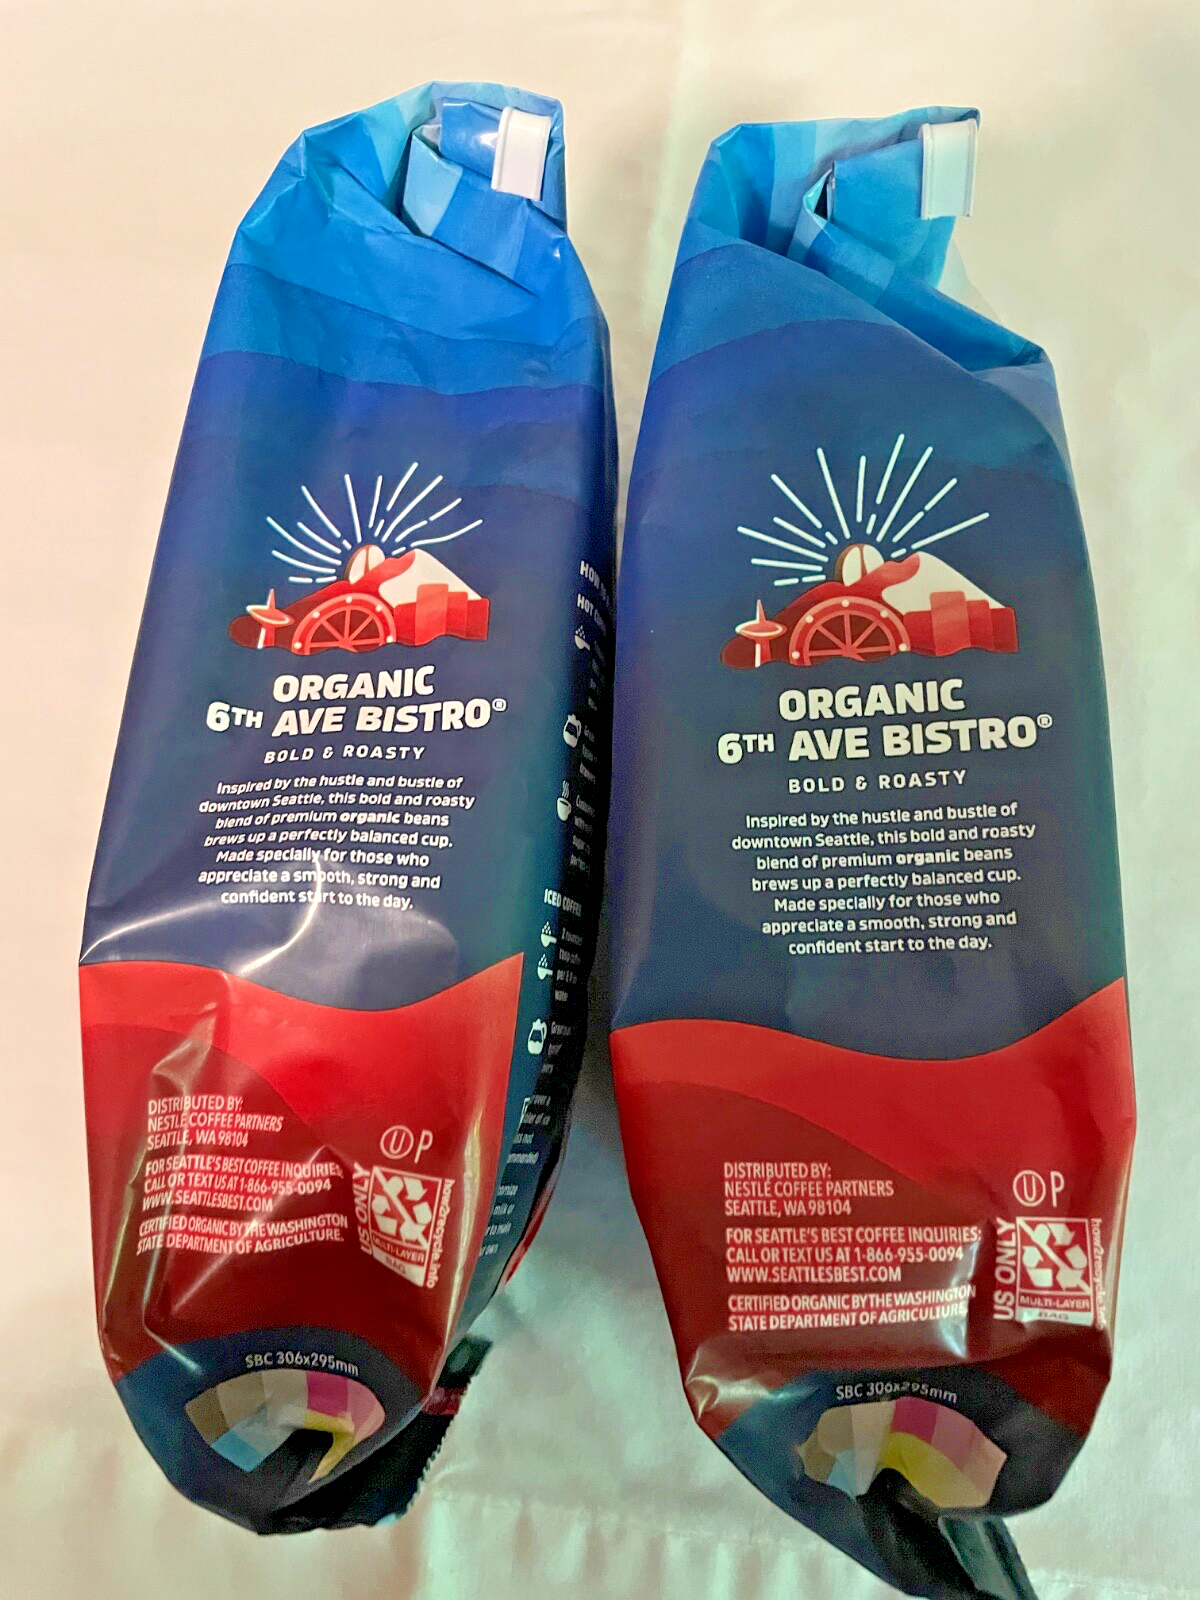 ORGANIC
6TH AVE BISTRO®
BOLD & ROASTY
Inspired by the hustle and bustle of
downtown Seattle, this bold and roasty
blend of premium organic beans
brews up a perfectly balanced cup.
Made specially for those who
appreciate a smooth, strong and
confident start to the day.
DISTRIBUTED BY:
NESTLÉ COFFEE PARTNERS
SEATTLE, WA 98104
FOR SEATTLE'S BEST COFFEE INQUIRIES,
CALL OR TEXT US AT 1-866-955-0094
WWW.SEATTLESBEST.COM
CERTIFIED ORGANIC BY THE WASHINGTON
STATE DEPARTMENT OF AGRICULTURE.
U P
US ONLY
MULTI-LAYER
BAG
how2recycle.info
SBC 306x295mm
HOW
HOT
ICED COFFEE
ORGANIC
6TH AVE BISTRO®
BOLD & ROASTY
Inspired by the hustle and bustle of
downtown Seattle, this bold and roasty
blend of premium organic beans
brews up a perfectly balanced cup.
Made specially for those who
appreciate a smooth, strong and
confident start to the day.
DISTRIBUTED BY:
NESTLÉ COFFEE PARTNERS
SEATTLE, WA 98104
FOR SEATTLE'S BEST COFFEE INQUIRIES:
CALL OR TEXT US AT 1-866-955-0094
WWW.SEATTLESBEST.COM
CERTIFIED ORGANIC BY THE WASHINGTON
STATE DEPARTMENT OF AGRICULTURE.
U P
US ONLY
MULTI-LAYER
BAG
SBC 306x295mm